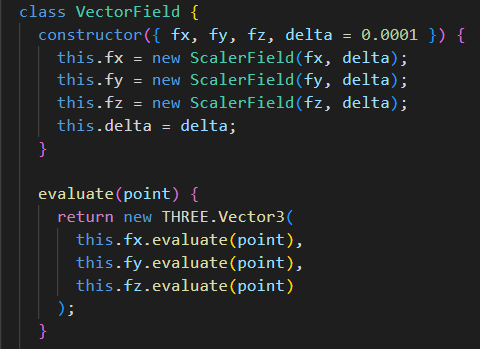 class VectorField {
  constructor({ fx, fy, fz, delta = 0.0001 }) {
    this.fx = new ScalerField(fx, delta);
    this.fy = new ScalerField(fy, delta);
    this.fz = new ScalerField(fz, delta);
    this.delta = delta;
  }

  evaluate(point) {
    return new THREE.Vector3(
      this.fx.evaluate(point),
      this.fy.evaluate(point),
      this.fz.evaluate(point)
    );
  }